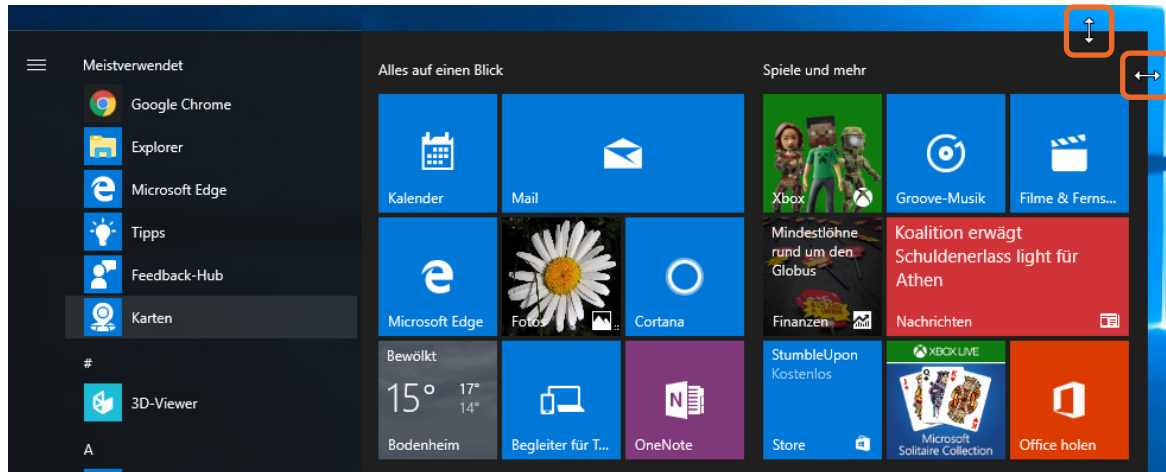 Meistverwendet
Google Chrome
Explorer
Microsoft Edge
Tipps
Feedback-Hub
Karten
#
3D-Viewer
A
Alles auf einen Blick
Kalender
Mail
Microsoft Edge
Fotos
Cortana
Bewölkt
15° 17°
14°
Bodenheim
Begleiter für T...
OneNote
Spiele und mehr
Xbox
Groove-Musik
Filme & Ferns...
Mindestlöhne
rund um den
Globus
Finanzen
Koalition erwägt
Schuldenerlass light für
Athen
Nachrichten
StumbleUpon
Kostenlos
Store
XBOX LIVE
Microsoft
Solitaire Collection
Office holen